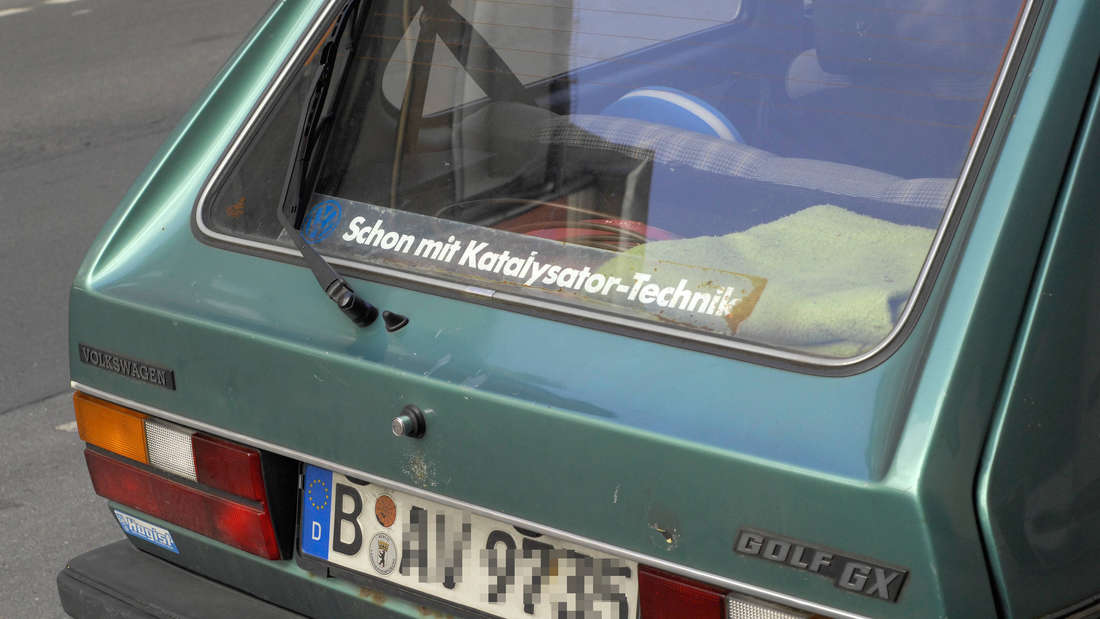 Schon mit Katalysator-Technik
VOLKSWAGEN
D
B
GOLF GX